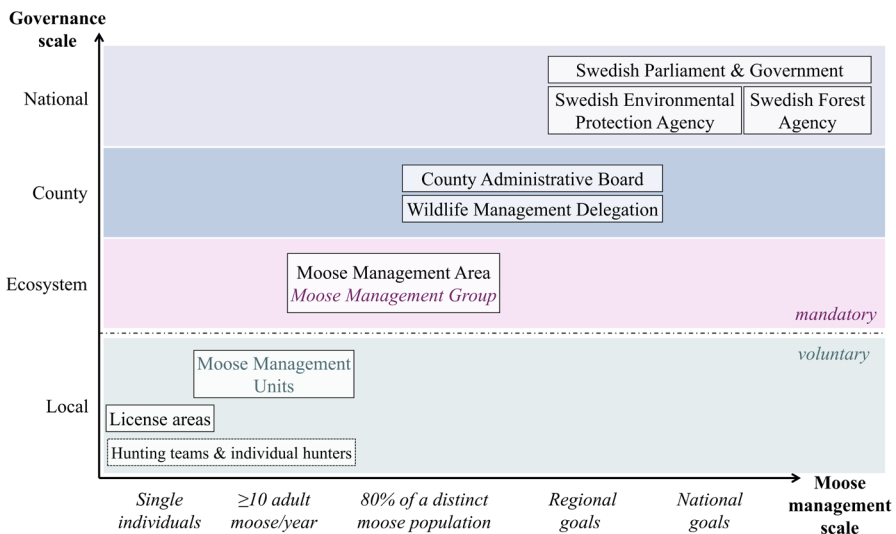 Governance
scale
National
Swedish Parliament & Government
Swedish Environmental
Protection Agency
Swedish Forest
Agency
County
County Administrative Board
Wildlife Management Delegation
Ecosystem
Moose Management Area
Moose Management Group
mandatory
voluntary
Local
Moose Management
Units
License areas
Hunting teams & individual hunters
Single
individuals
≥10 adult
moose/year
80% of a distinct
moose population
Regional
goals
National
goals
Moose
management
scale